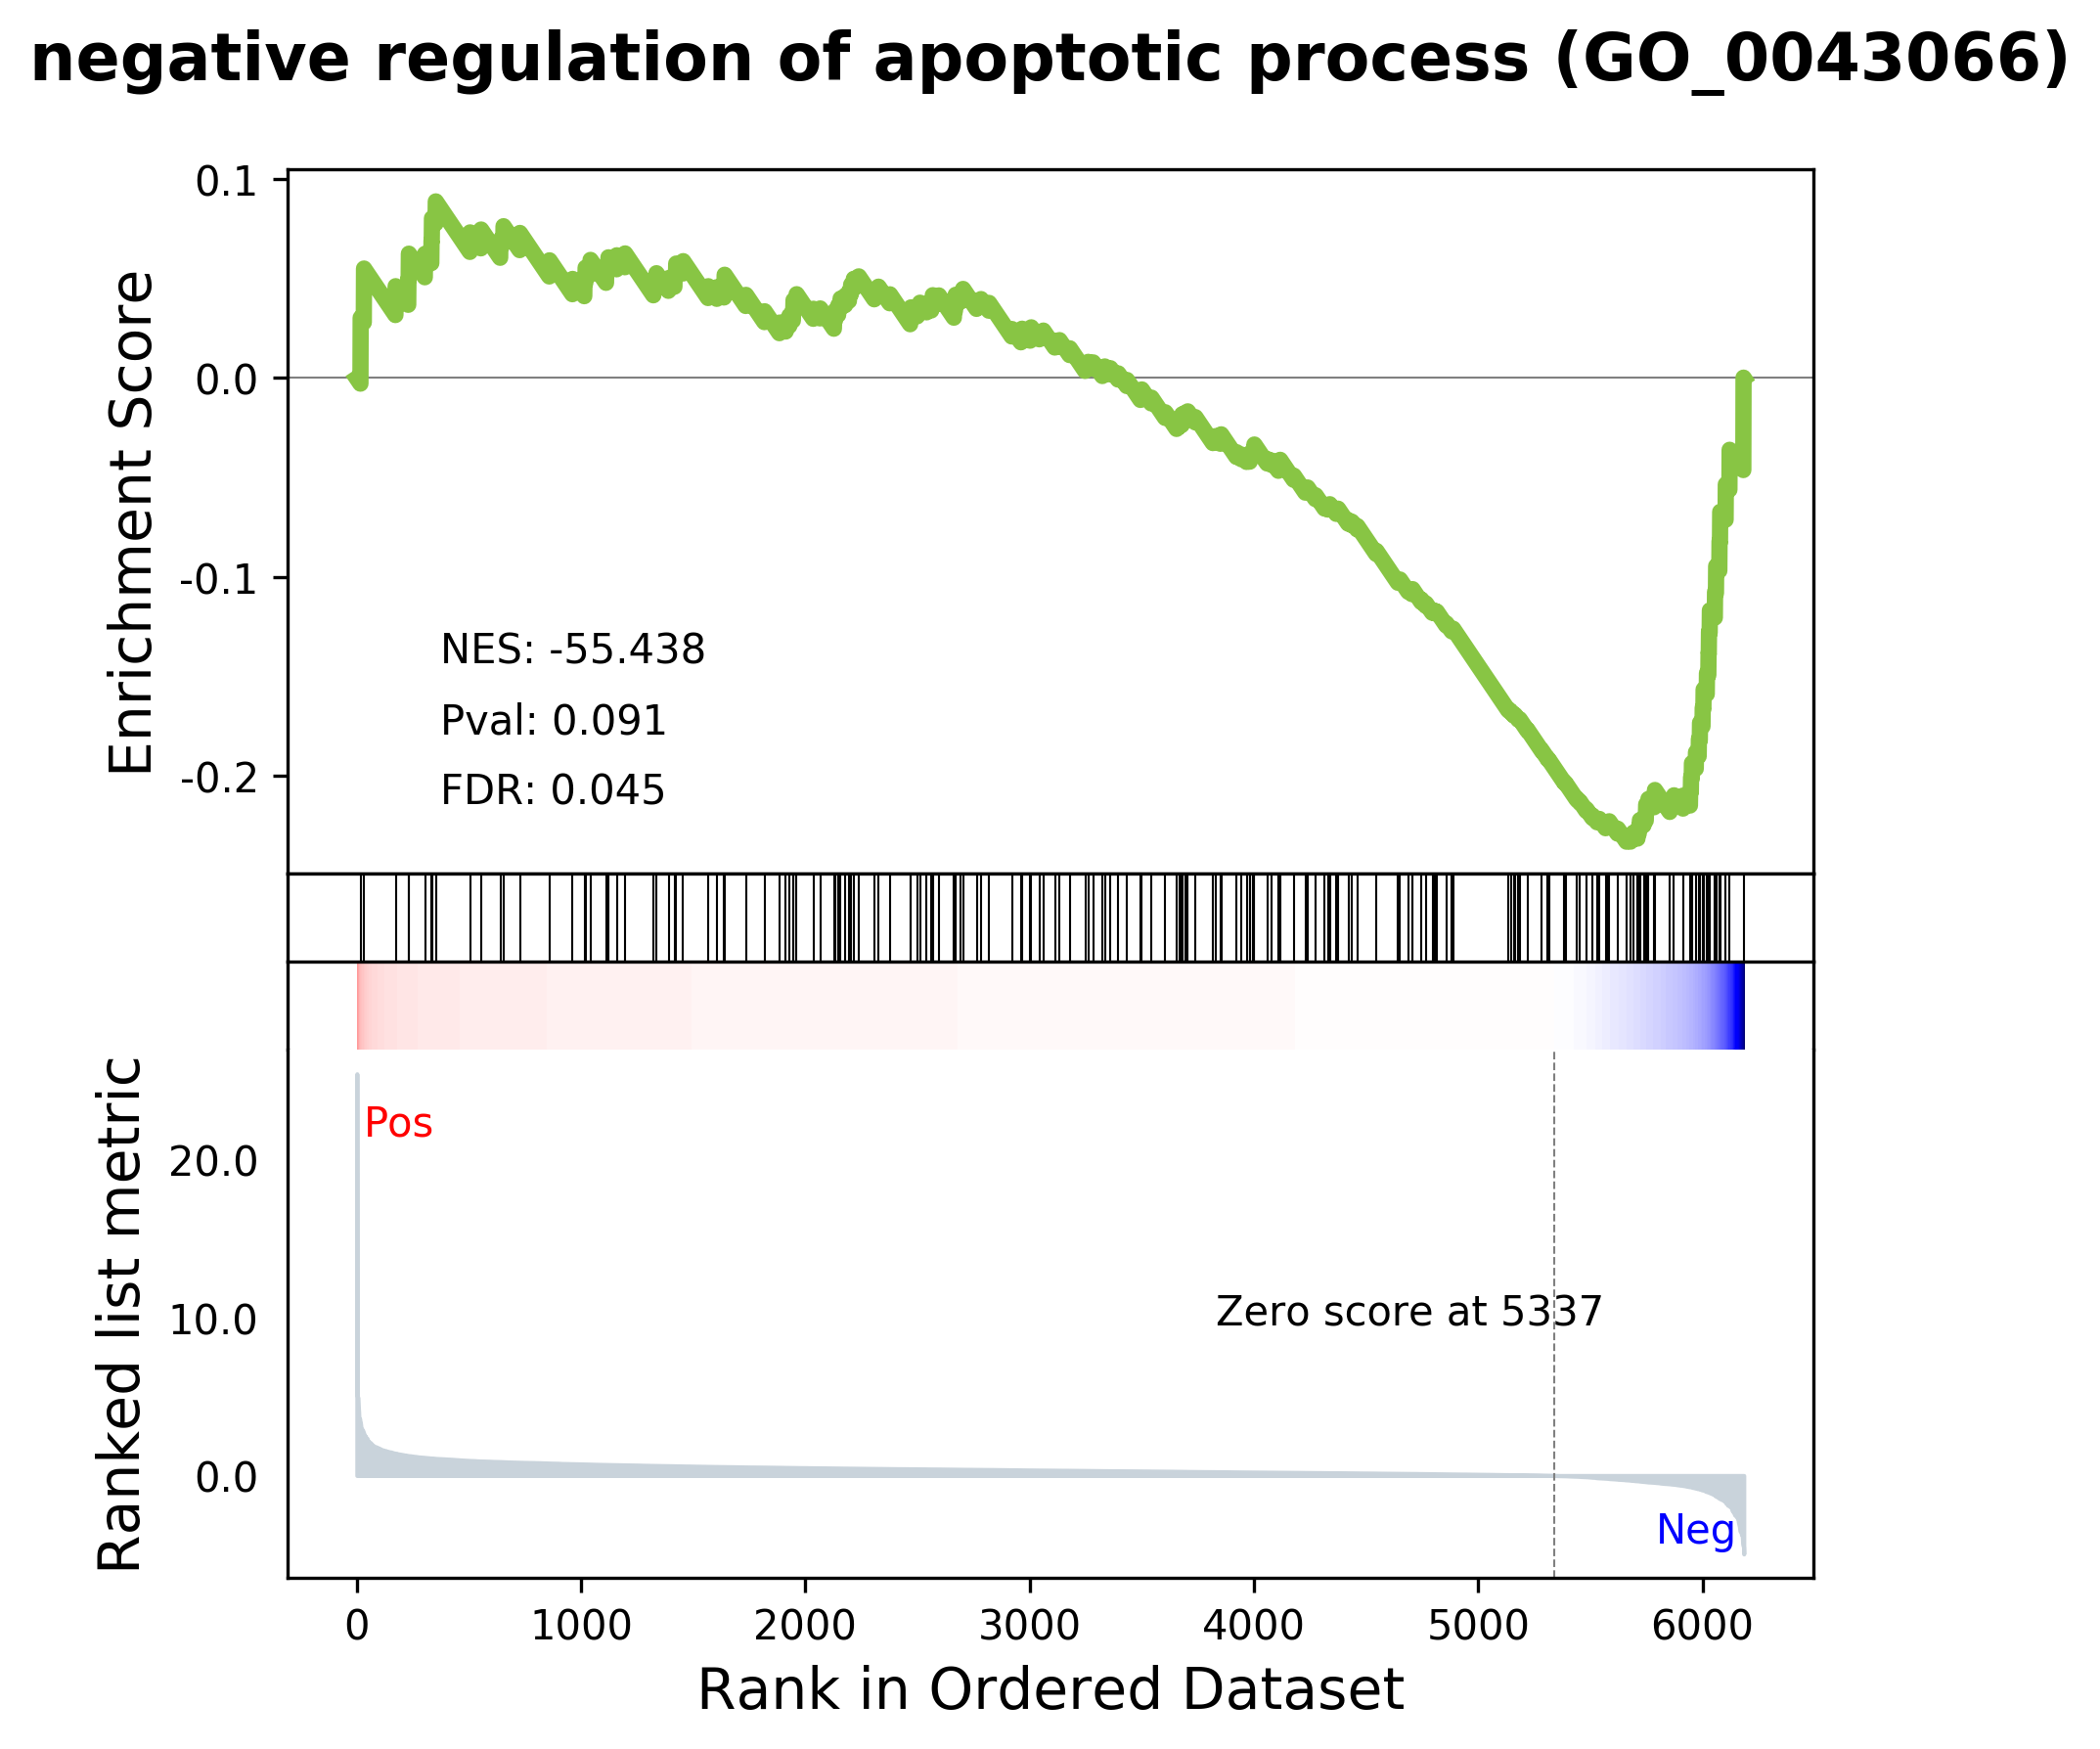 negative regulation of apoptotic process (GO_0043066)
0.1
0.0
-0.1
-0.2
Enrichment Score
NES: -55.438
Pval: 0.091
FDR: 0.045
Ranked list metric
20.0
10.0
0.0
Pos
Zero score at 5337
Neg
0 1000 2000 3000 4000 5000 6000
Rank in Ordered Dataset